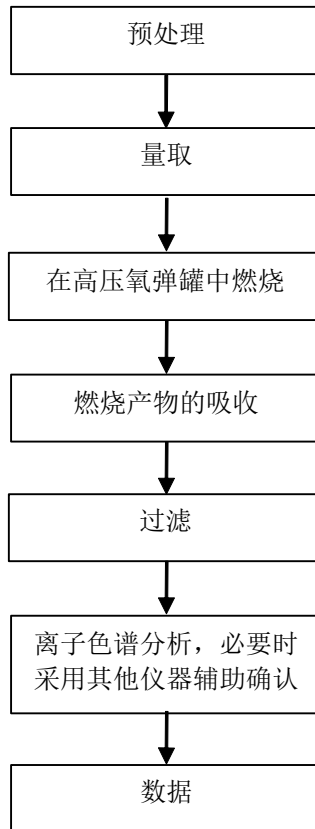 预处理
量取
在高压氧弹罐中燃烧
燃烧产物的吸收
过滤
离子色谱分析，必要时
采用其他仪器辅助确认
数据